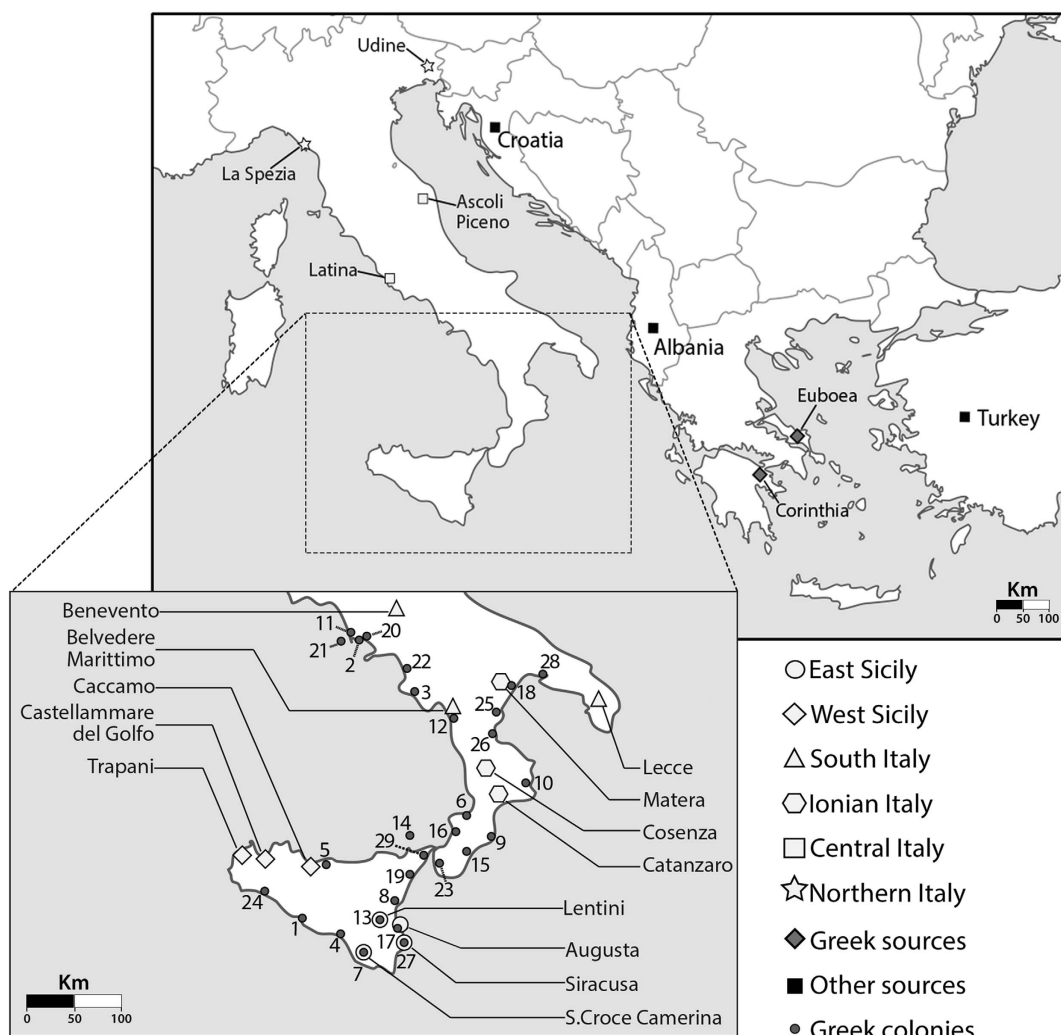 Udine
Croatia
La Spezia
Ascoli
Piceno
Latina
Albania
Euboea
Turkey
Corinthia
Km
0 50 100
Benevento
Belvedere
Marittimo
Caccamo
Castellammare
del Golfo
Trapani
11
20
21
2
22
28
3
18
25
12
26
10
6
14
16
29
9
15
5
23
19
24
8
13
1
4
17
7
27
Lecce
Matera
Cosenza
Catanzaro
Lentini
Augusta
Siracusa
S.Croce Camerina
Km
0 50 100
East Sicily
West Sicily
South Italy
Ionian Italy
Central Italy
Northern Italy
Greek sources
Other sources
Greek colonies